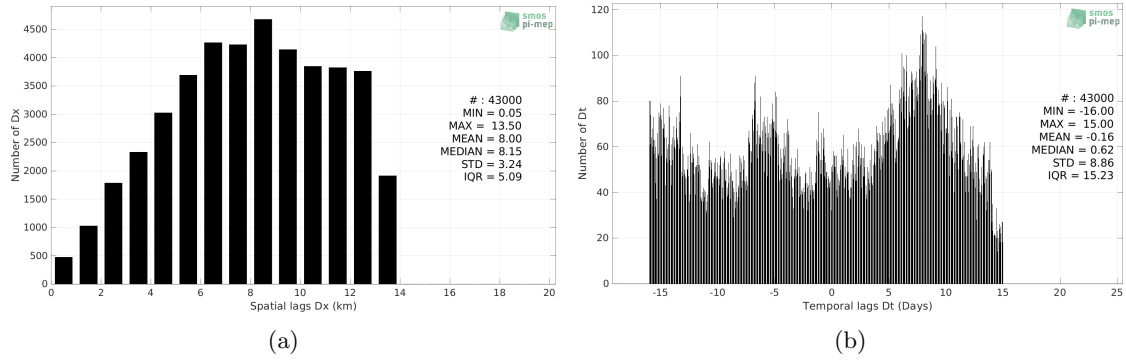 smos
pi-mep
4500
4000
3500
3000
2500
2000
1500
1000
500
0
Number of Dx
# : 43000
MIN = 0.05
MAX = 13.50
MEAN = 8.00
MEDIAN = 8.15
STD = 3.24
IQR = 5.09
0 2 4 6 8 10 12 14 16 18 20
Spatial lags Dx (km)
(a)
smos
pi-mep
120
100
80
60
40
20
0
Number of Dt
# : 43000
MIN = -16.00
MAX = 15.00
MEAN = -0.16
MEDIAN = 0.62
STD = 8.86
IQR = 15.23
-15 -10 -5 0 5 10 15 20 25
Temporal lags Dt (Days)
(b)